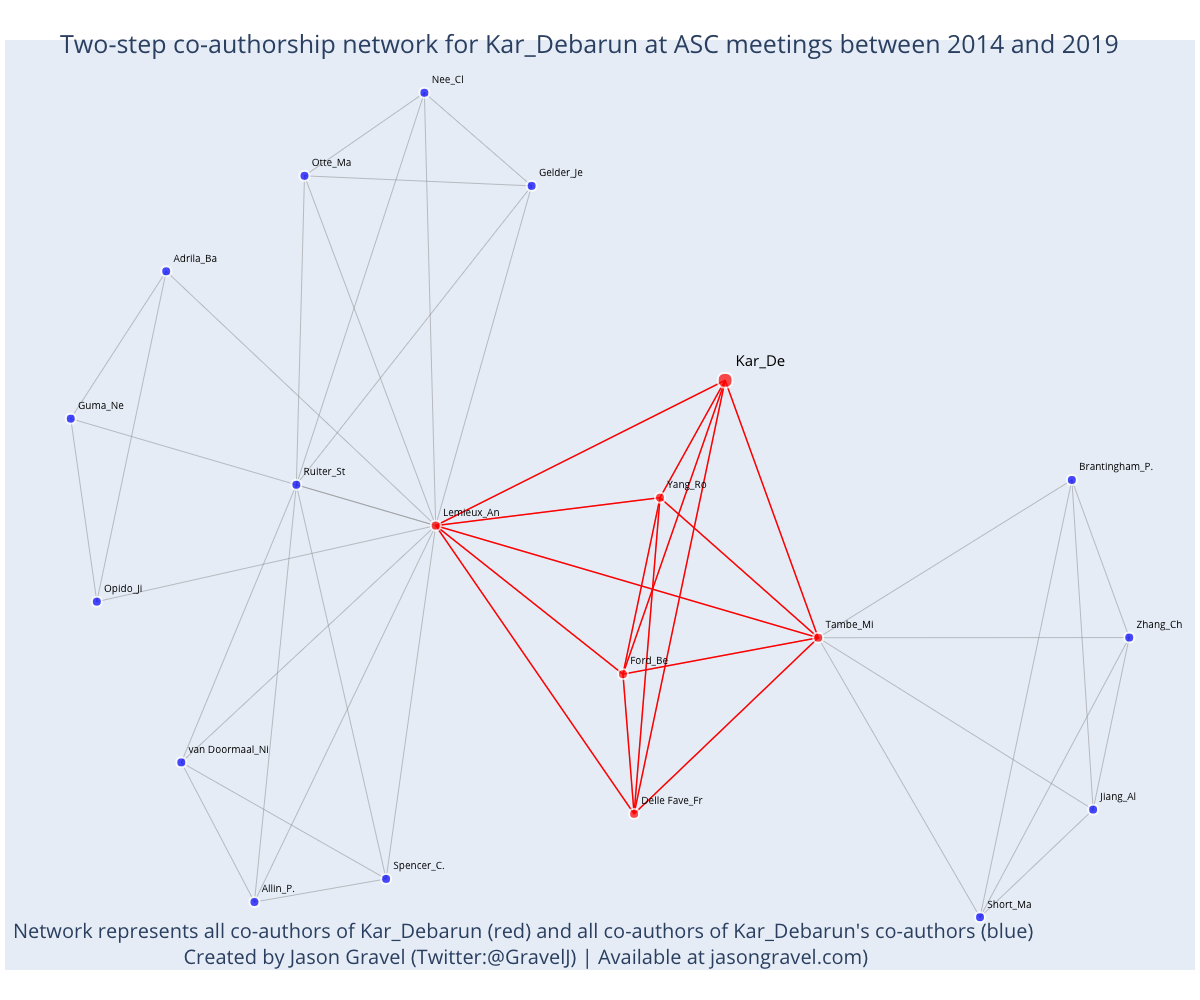 Two-step co-authorship network for Kar_Debarun at ASC meetings between 2014 and 2019
Nee_Cl
Otte_Ma
Gelder_Je
Adrila_Ba
Kar_De
Guma_Ne
Brantingham_P.
Ruiter_St
Yang_Ro
Lemieux_An
Opido_Ji
Tambe_Mi
Zhang_Ch
Ford_Be
van Doormaal_Ni
Jiang_Al
Delle Fave_Fr
Spencer_C.
Allin_P.
Short_Ma
Network represents all co-authors of Kar_Debarun (red) and all co-authors of Kar_Debarun's co-authors (blue)
Created by Jason Gravel (Twitter:@GravelJ) | Available at jasongravel.com)